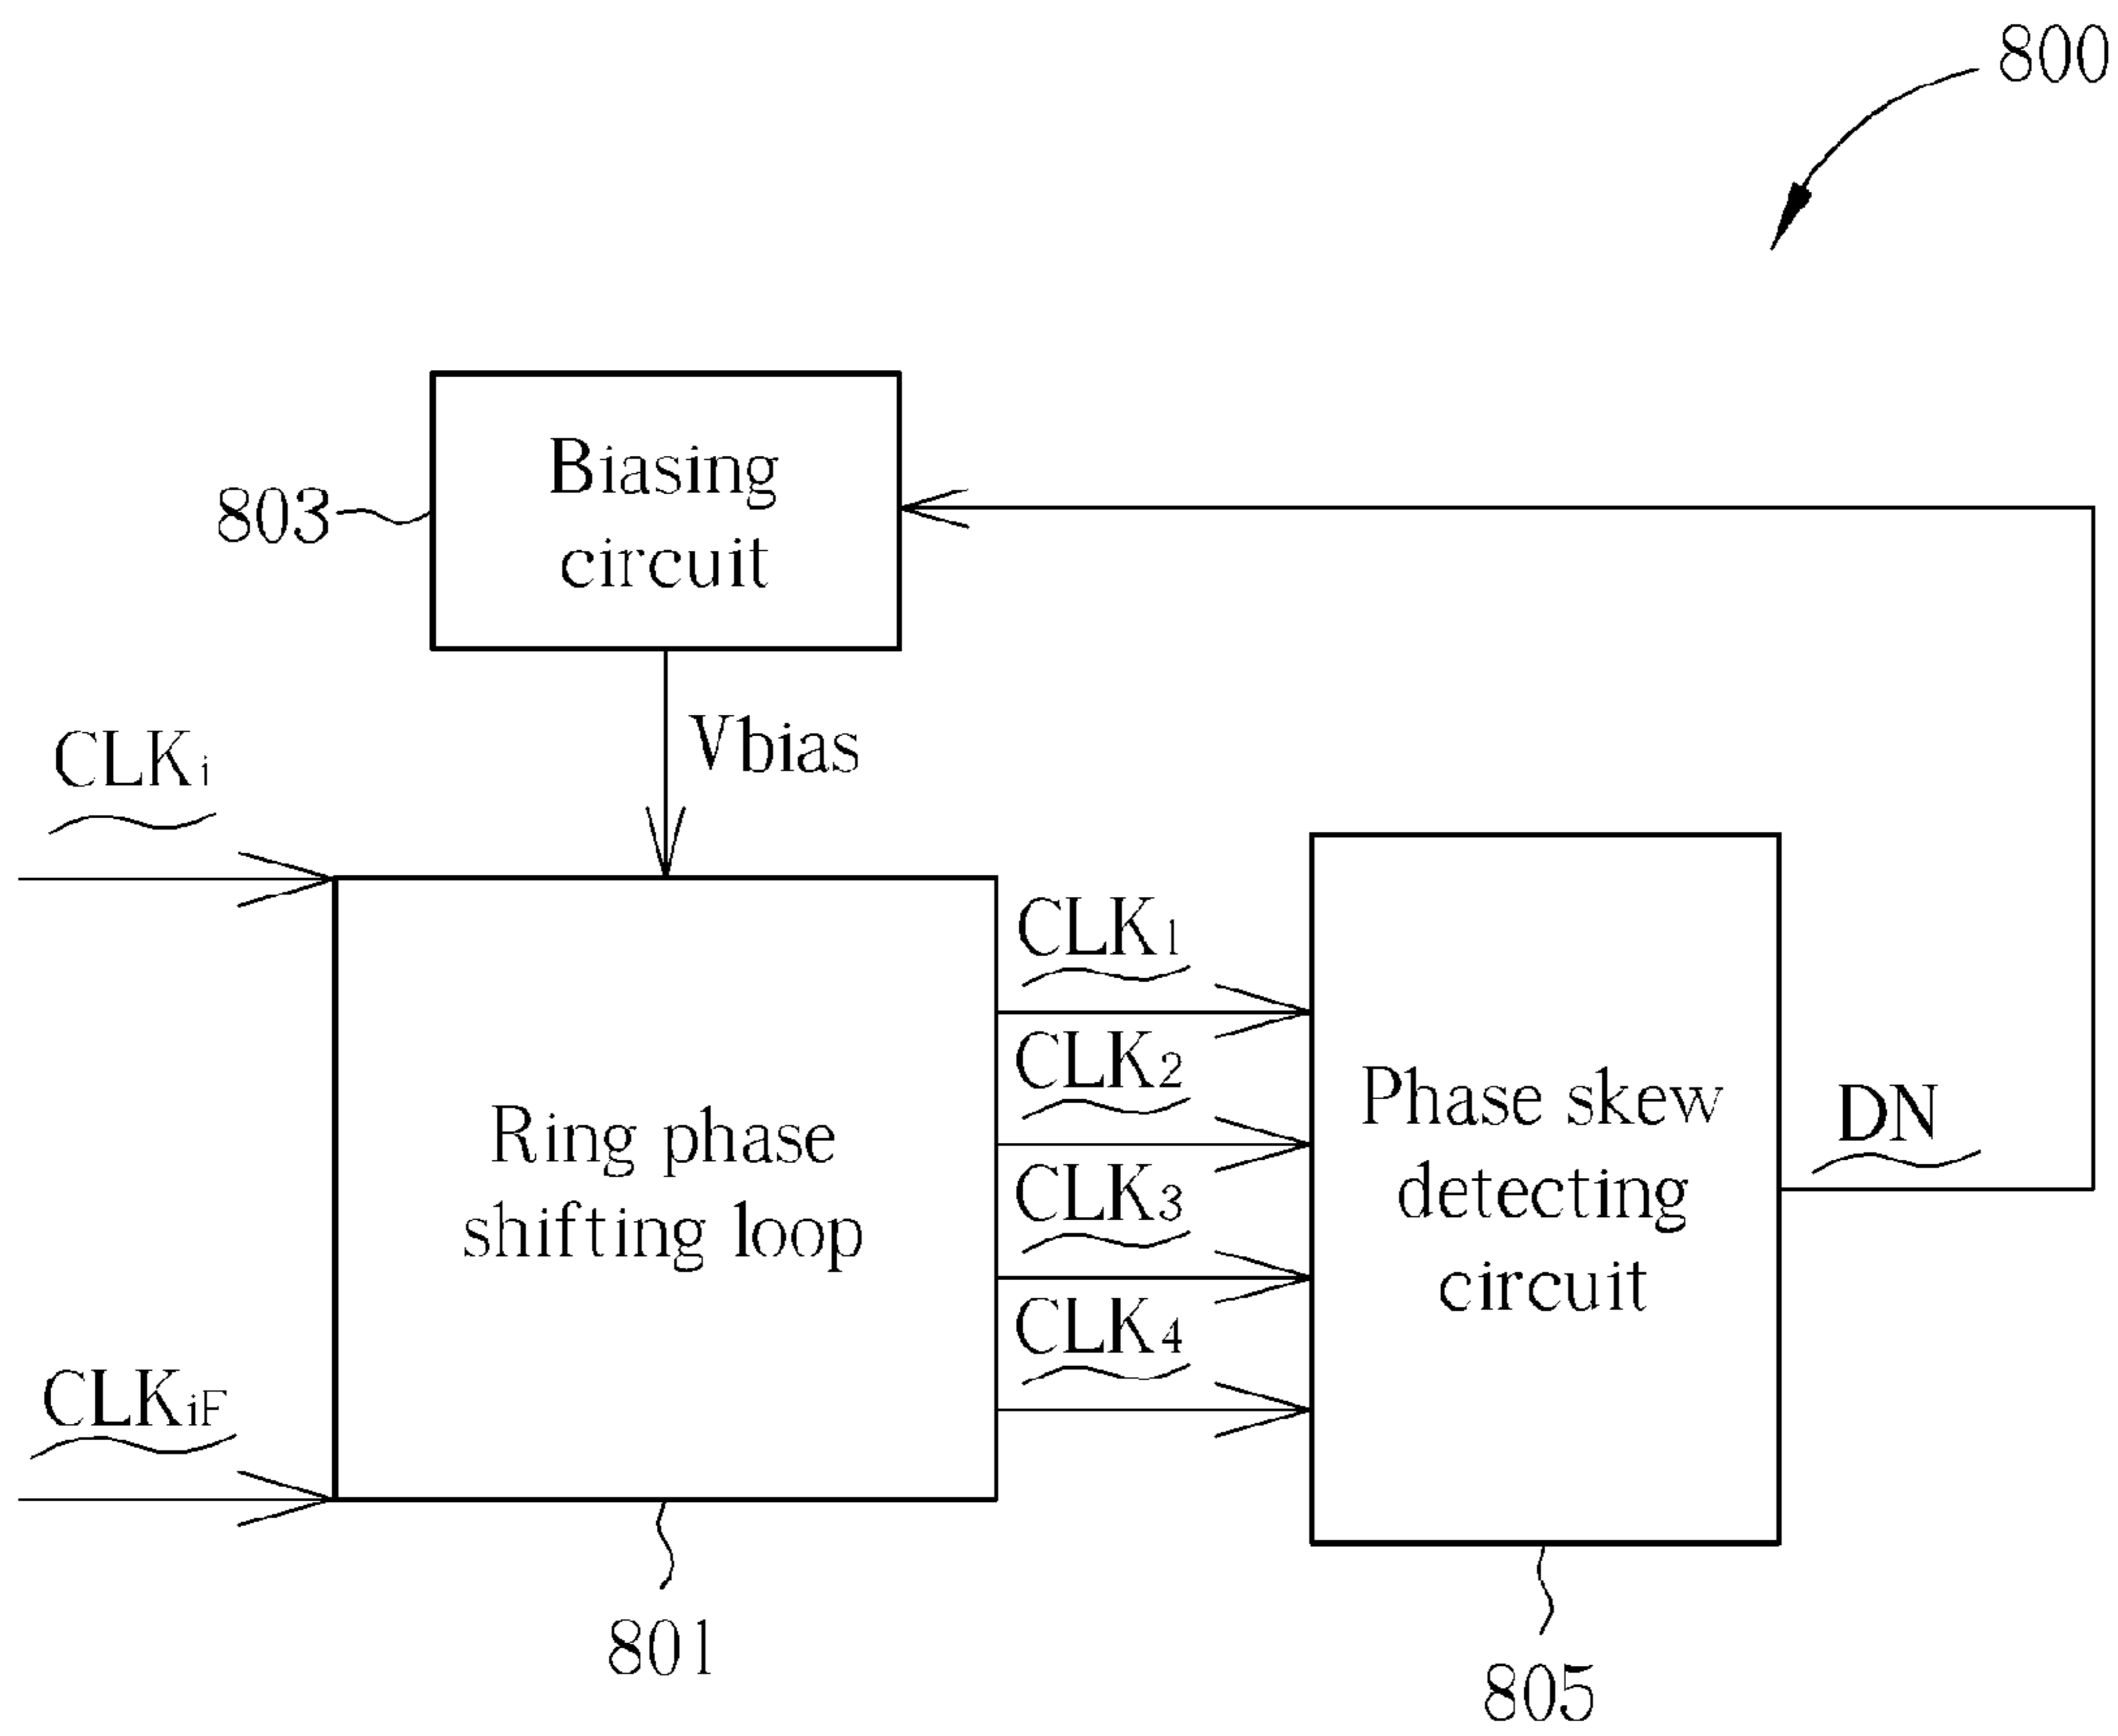 800
Biasing
circuit
803
Vbias
CLKi
CLK1
CLK2
CLK3
CLK4
Ring phase
shifting loop
Phase skew
detecting
circuit
DN
CLKiF
801
805